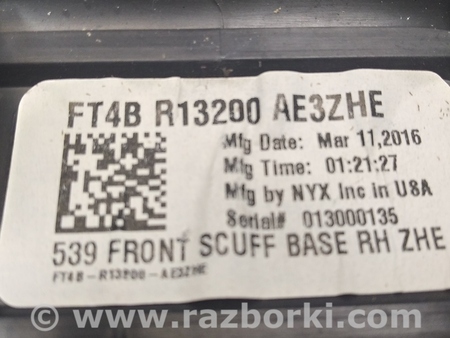 FT4B R13200 AE3ZHE
Mfg Date: Mar 11,2016
Mfg Time: 01:21:27
Mfg by NYX Inc in USA
Serial# 013000135
539 FRONT SCUFF BASE RH ZHE
FT4B-R13200-AE3ZHE
© www.razborki.com